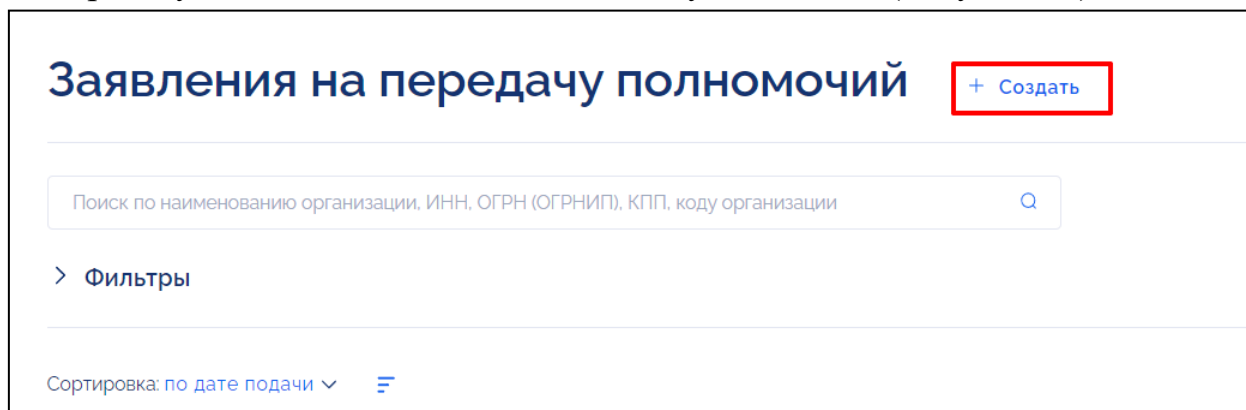 Заявления на передачу полномочий + Создать
Поиск по наименованию организации, ИНН, ОГРН (ОГРНИП), КПП, коду организации
Фильтры
Сортировка: по дате подачи